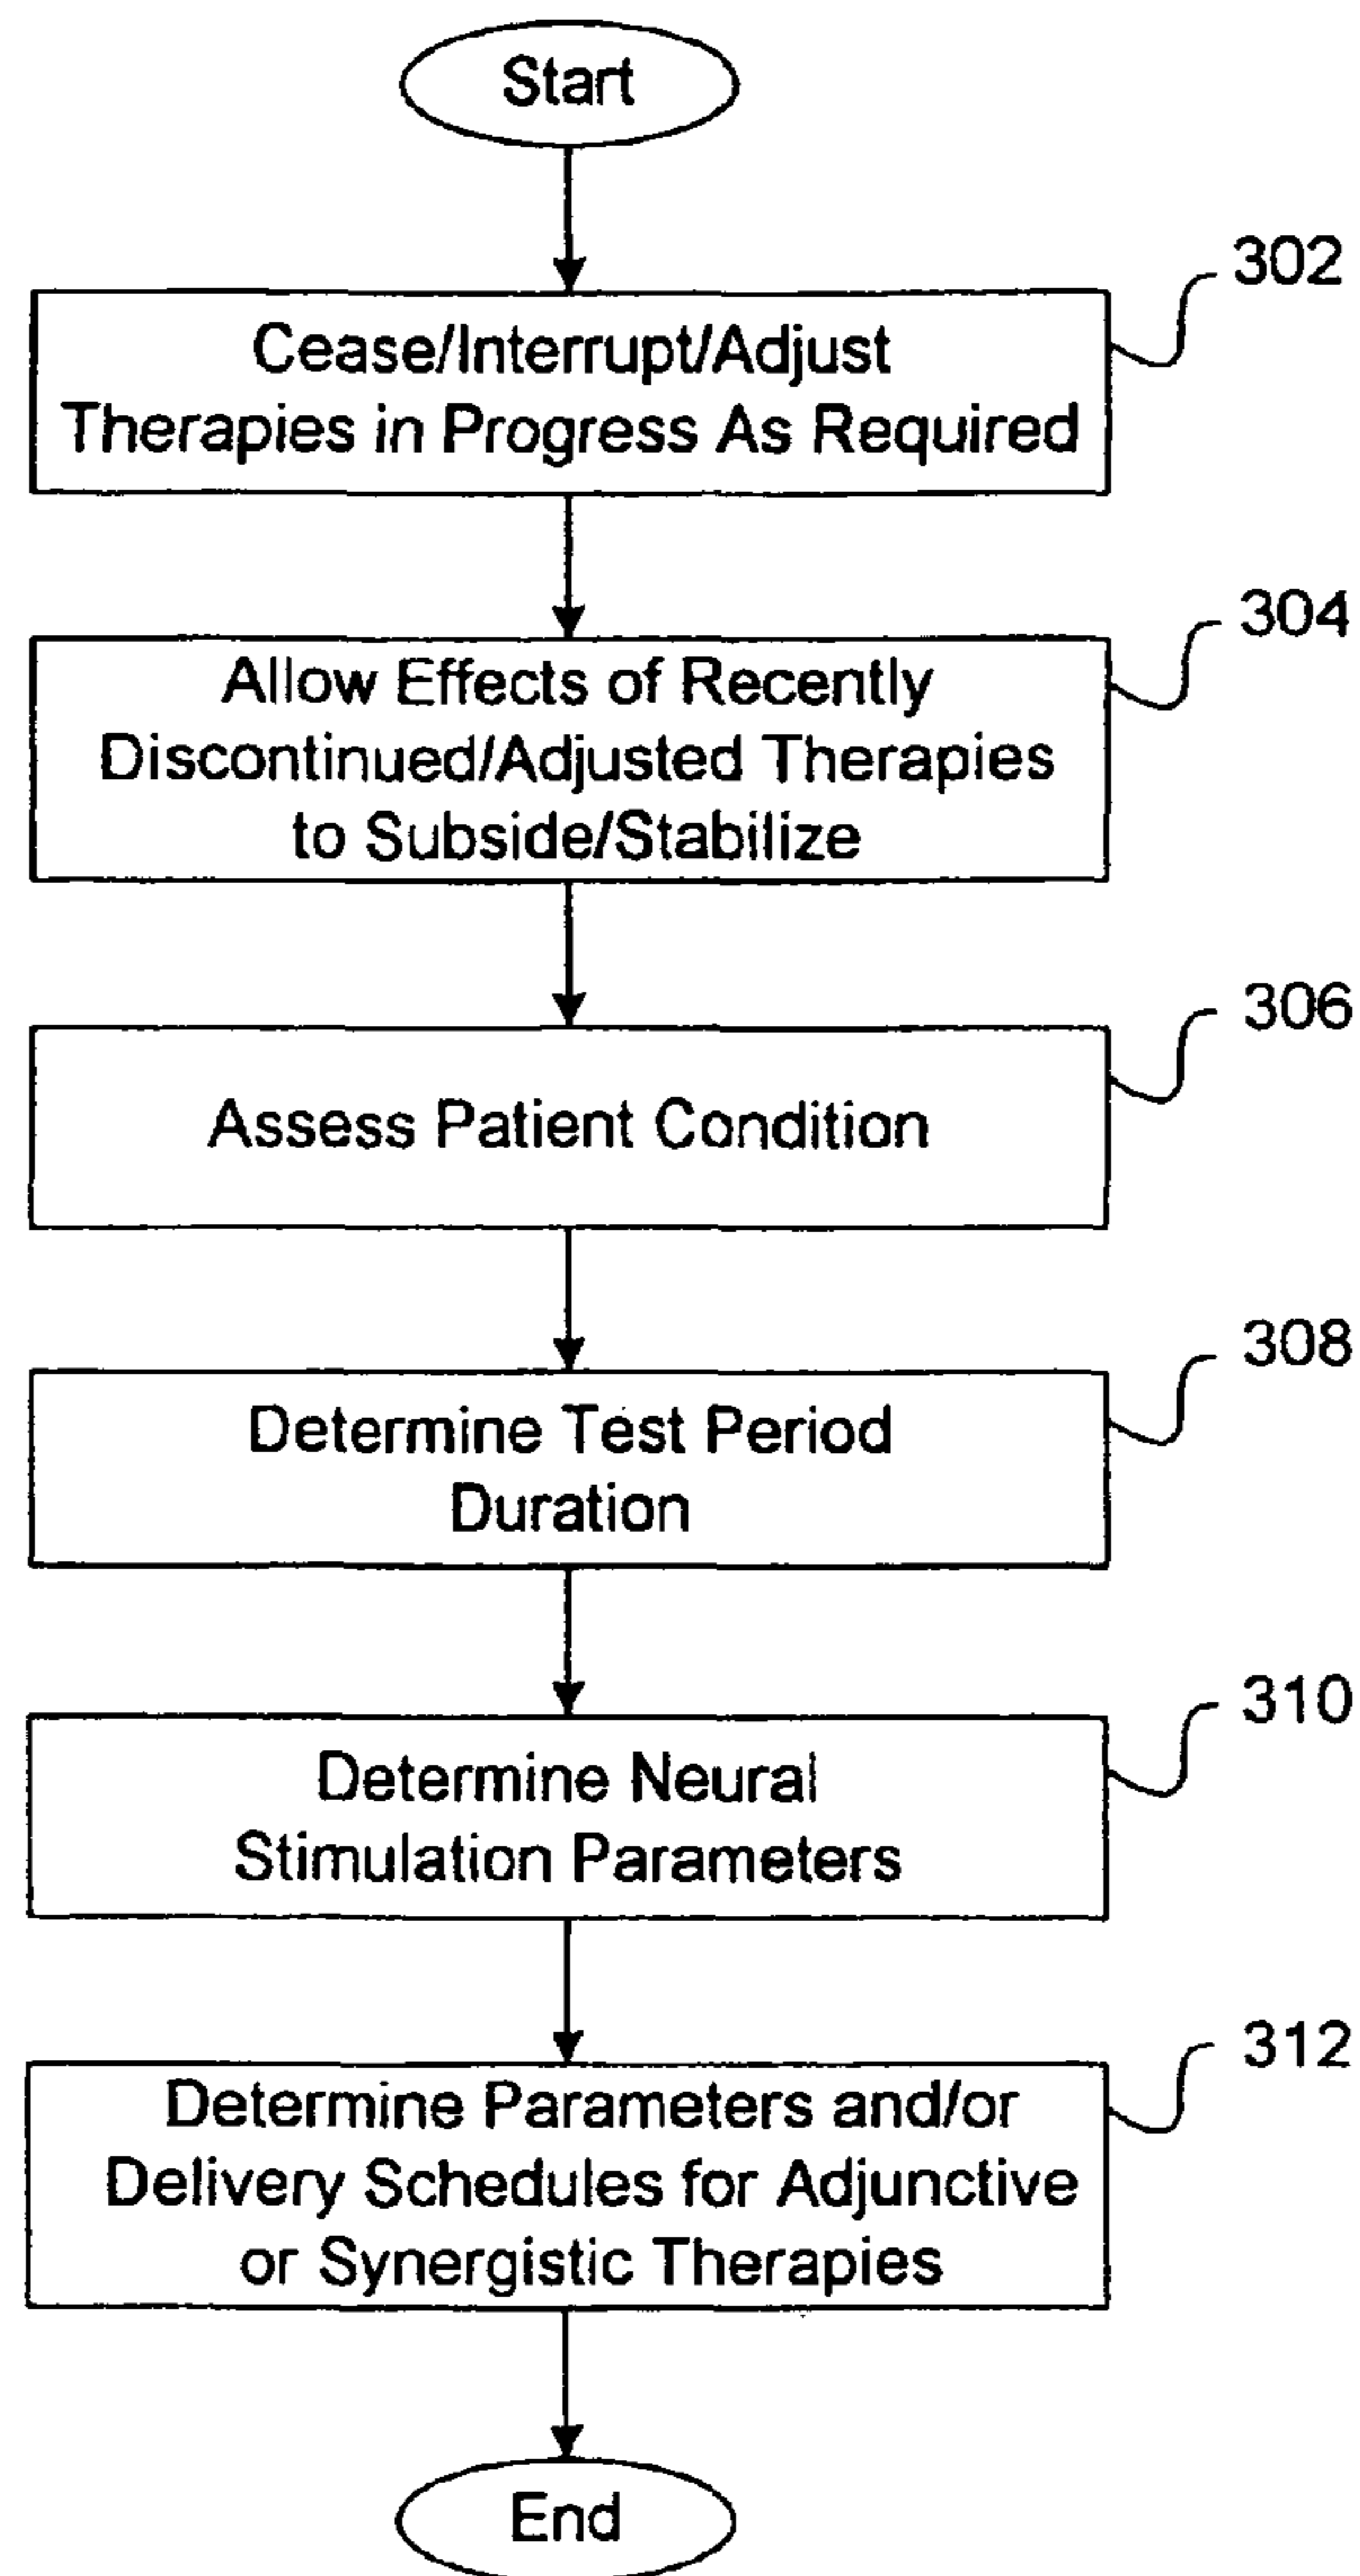 Start
302
Cease/Interrupt/Adjust
Therapies in Progress As Required
304
Allow Effects of Recently
Discontinued/Adjusted Therapies
to Subside/Stabilize
306
Assess Patient Condition
308
Determine Test Period
Duration
310
Determine Neural
Stimulation Parameters
312
Determine Parameters and/or
Delivery Schedules for Adjunctive
or Synergistic Therapies
End